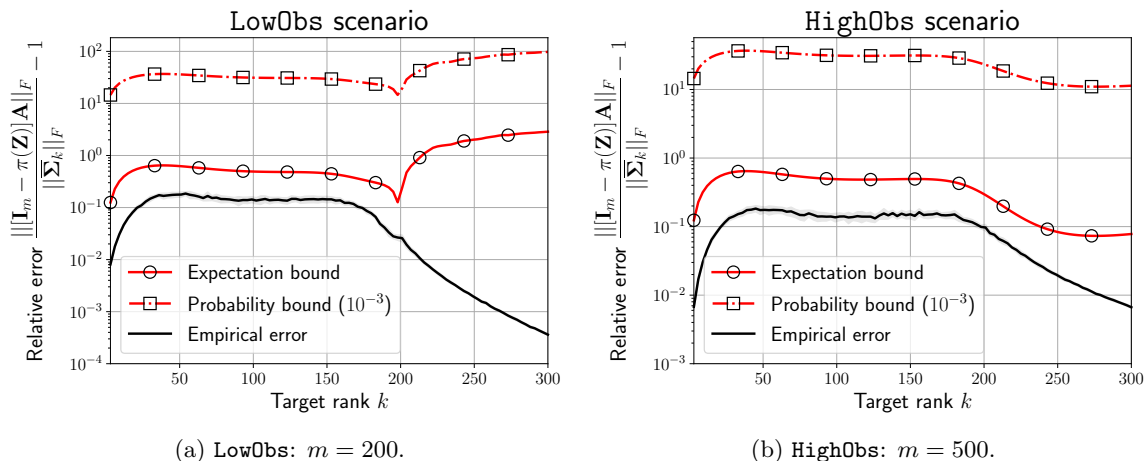 LowObs scenario
Relative error |||[I_m − π(Z)]A||_F / ||Σ̅_k||_F − 1
10^2
10^1
10^0
10^−1
10^−2
10^−3
10^−4
Expectation bound
Probability bound (10^−3)
Empirical error
50 100 150 200 250 300
Target rank k
(a) LowObs: m = 200.
HighObs scenario
Relative error |||[I_m − π(Z)]A||_F / ||Σ̅_k||_F − 1
10^1
10^0
10^−1
10^−2
10^−3
Expectation bound
Probability bound (10^−3)
Empirical error
50 100 150 200 250 300
Target rank k
(b) HighObs: m = 500.